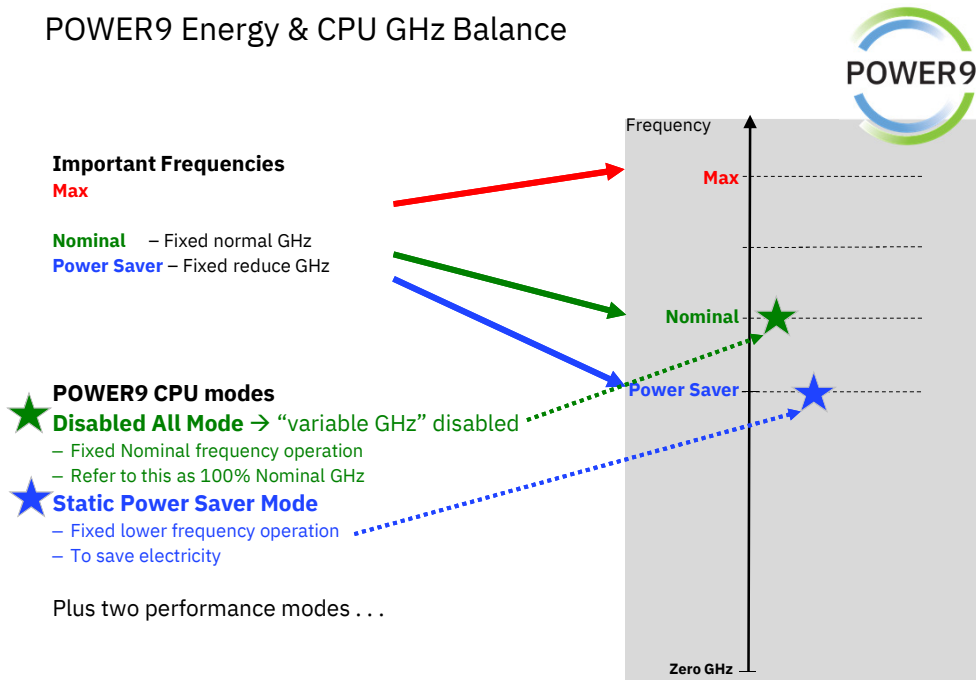 POWER9 Energy & CPU GHz Balance
POWER9
Frequency
Important Frequencies
Max
Max
Nominal – Fixed normal GHz
Power Saver – Fixed reduce GHz
Nominal
Power Saver
POWER9 CPU modes
Disabled All Mode → “variable GHz” disabled
– Fixed Nominal frequency operation
– Refer to this as 100% Nominal GHz
Static Power Saver Mode
– Fixed lower frequency operation
– To save electricity
Plus two performance modes . . .
Zero GHz